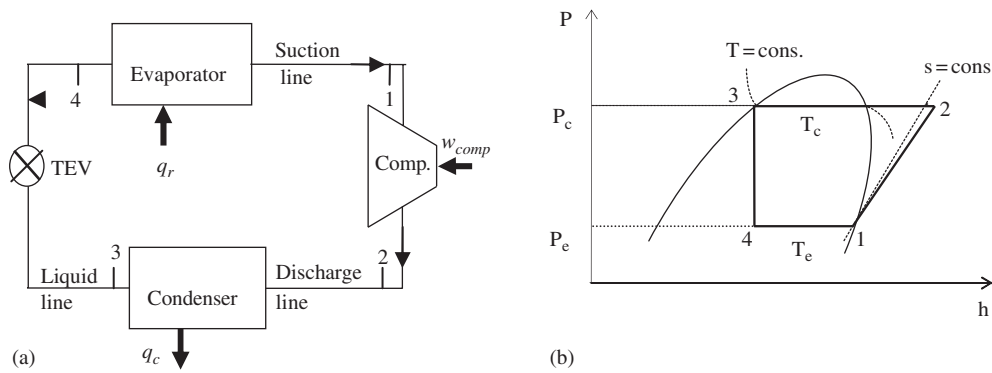 Evaporator
Suction
line
4
1
q_r
TEV
Comp.
w_comp
3
2
Liquid
line
Condenser
Discharge
line
q_c
(a)
P
T = cons.
s = cons
3
2
P_c
T_c
P_e
4
T_e
1
h
(b)